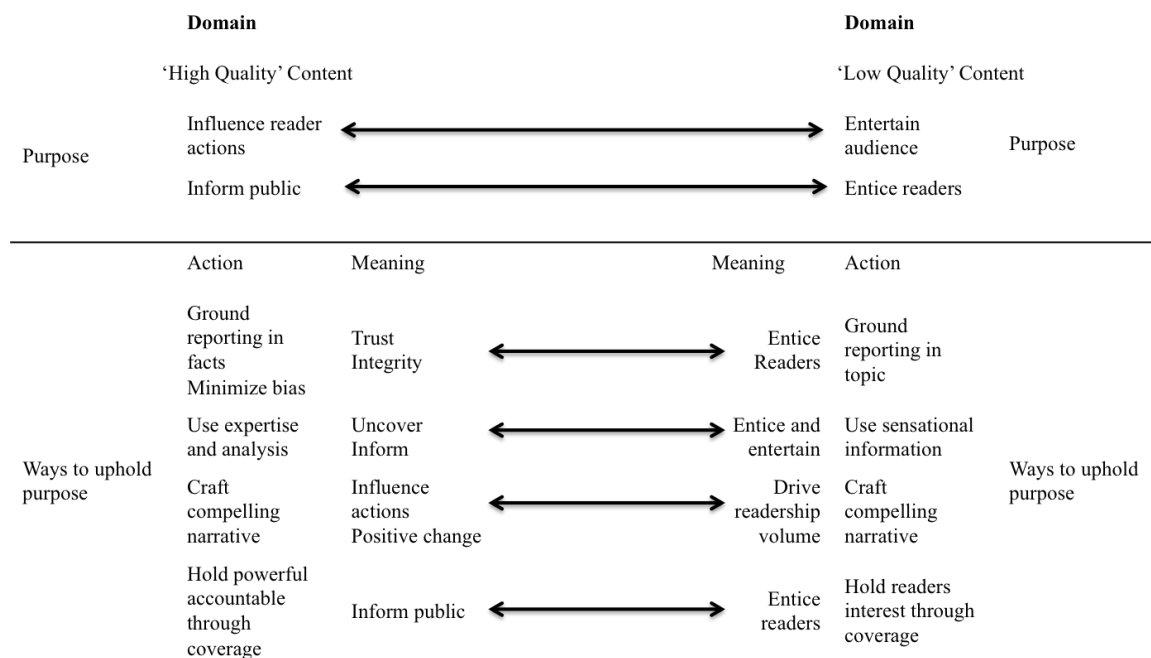 Domain
Domain
‘High Quality’ Content
‘Low Quality’ Content
Purpose
Influence reader
actions
Entertain
audience
Purpose
Inform public
Entice readers
Action
Meaning
Meaning
Action
Ways to uphold
purpose
Ground
reporting in
facts
Minimize bias
Trust
Integrity
Entice
Readers
Ground
reporting in
topic
Ways to uphold
purpose
Use expertise
and analysis
Uncover
Inform
Entice and
entertain
Use sensational
information
Craft
compelling
narrative
Influence
actions
Positive change
Drive
readership
volume
Craft
compelling
narrative
Hold powerful
accountable
through
coverage
Inform public
Entice
readers
Hold readers
interest through
coverage